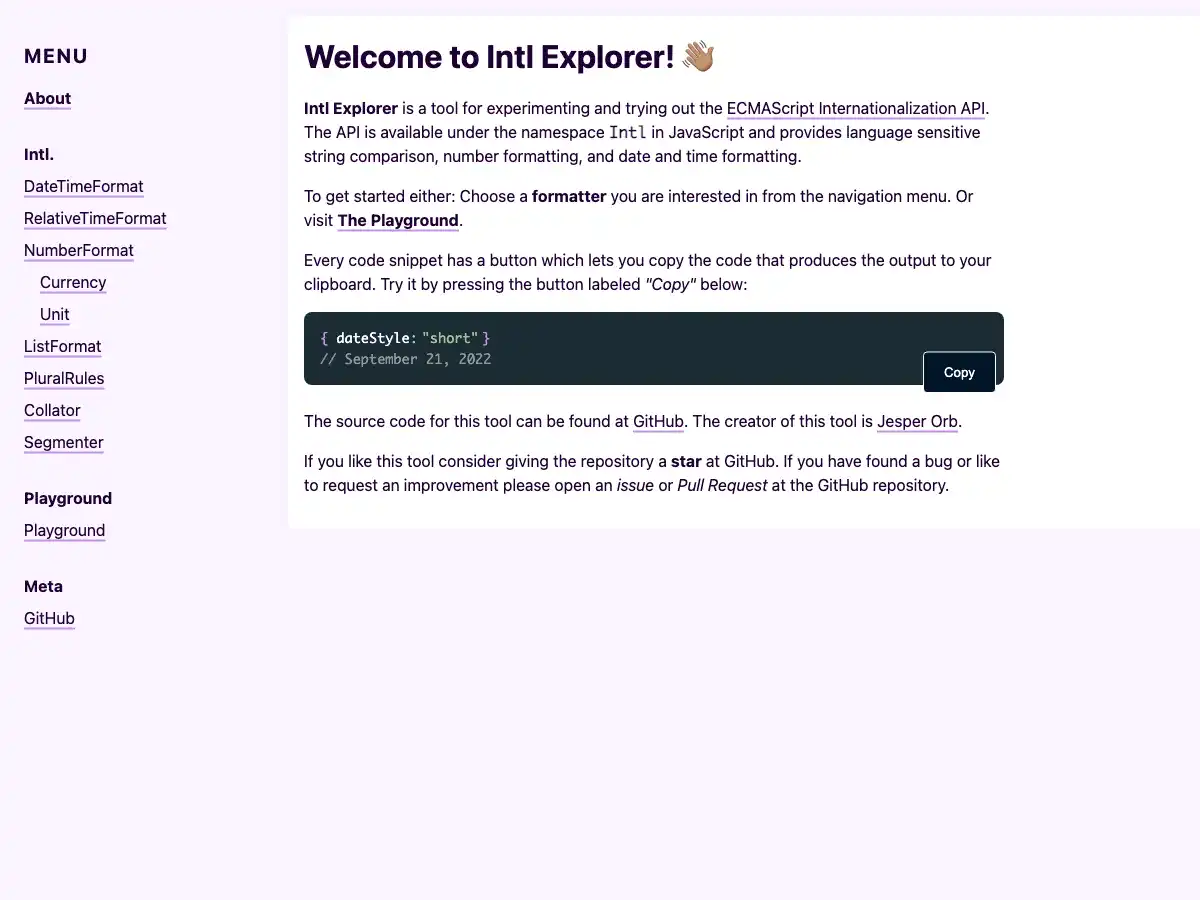 MENU
About
Intl.
DateTimeFormat
RelativeTimeFormat
NumberFormat
Currency
Unit
ListFormat
PluralRules
Collator
Segmenter
Playground
Playground
Meta
GitHub
Welcome to Intl Explorer! 👋🏽
Intl Explorer is a tool for experimenting and trying out the ECMAScript Internationalization API.
The API is available under the namespace Intl in JavaScript and provides language sensitive
string comparison, number formatting, and date and time formatting.
To get started either: Choose a formatter you are interested in from the navigation menu. Or
visit The Playground.
Every code snippet has a button which lets you copy the code that produces the output to your
clipboard. Try it by pressing the button labeled "Copy" below:
{ dateStyle: "short" }
// September 21, 2022
Copy
The source code for this tool can be found at GitHub. The creator of this tool is Jesper Orb.
If you like this tool consider giving the repository a star at GitHub. If you have found a bug or like
to request an improvement please open an issue or Pull Request at the GitHub repository.